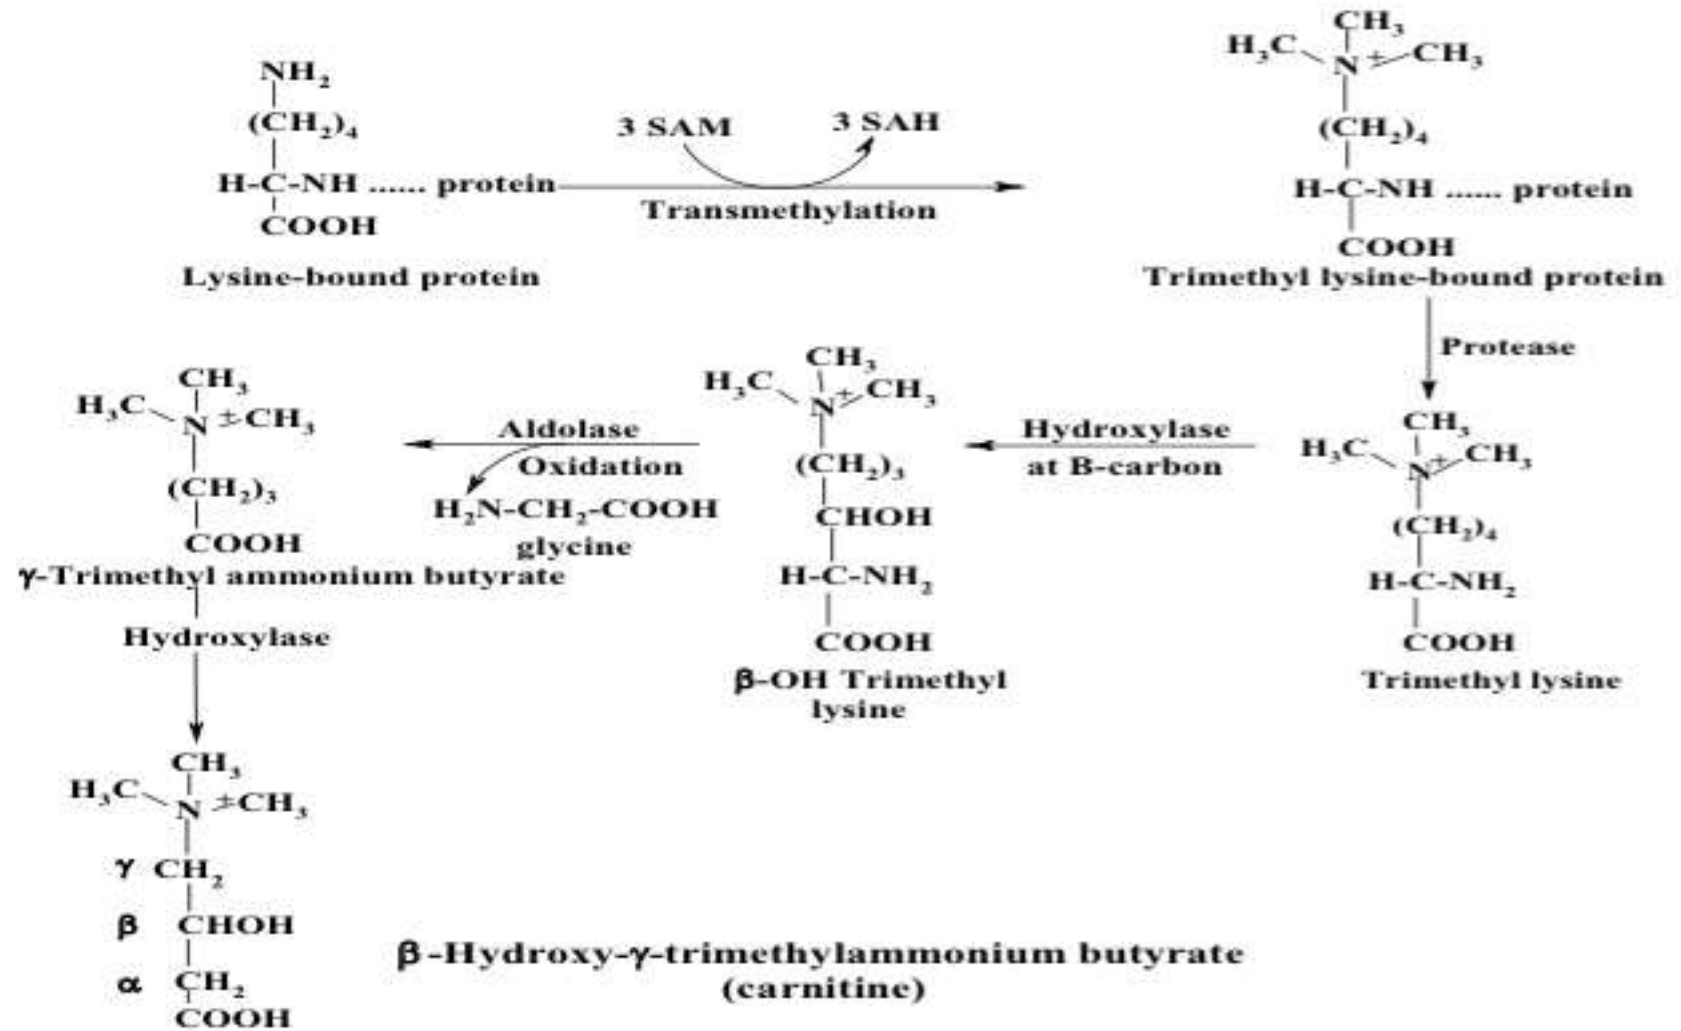 NH₂
(CH₂)₄
H-C-NH ...... protein
COOH
Lysine-bound protein
3 SAM
3 SAH
Transmethylation
CH₃
H₃C
N
+
CH₃
(CH₂)₄
H-C-NH ...... protein
COOH
Trimethyl lysine-bound protein
Protease
CH₃
H₃C
N
+
CH₃
(CH₂)₄
H-C-NH₂
COOH
Trimethyl lysine
Hydroxylase
at B-carbon
CH₃
H₃C
N
+
CH₃
(CH₂)₃
CHOH
H-C-NH₂
COOH
β-OH Trimethyl
lysine
Aldolase
Oxidation
H₂N-CH₂-COOH
glycine
CH₃
H₃C
N
+
CH₃
(CH₂)₃
COOH
γ-Trimethyl ammonium butyrate
Hydroxylase
CH₃
H₃C
N
+
CH₃
γ CH₂
β CHOH
α CH₂
COOH
β-Hydroxy-γ-trimethylammonium butyrate
(carnitine)